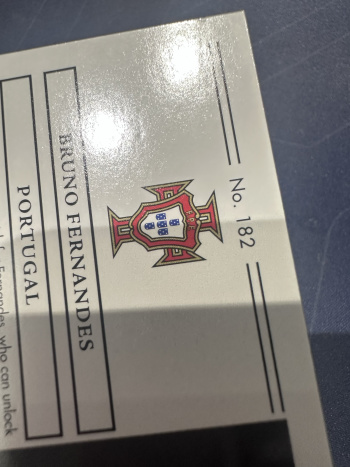 No. 182
BRUNO FERNANDES
PORTUGAL
Fernandes, who can unlock